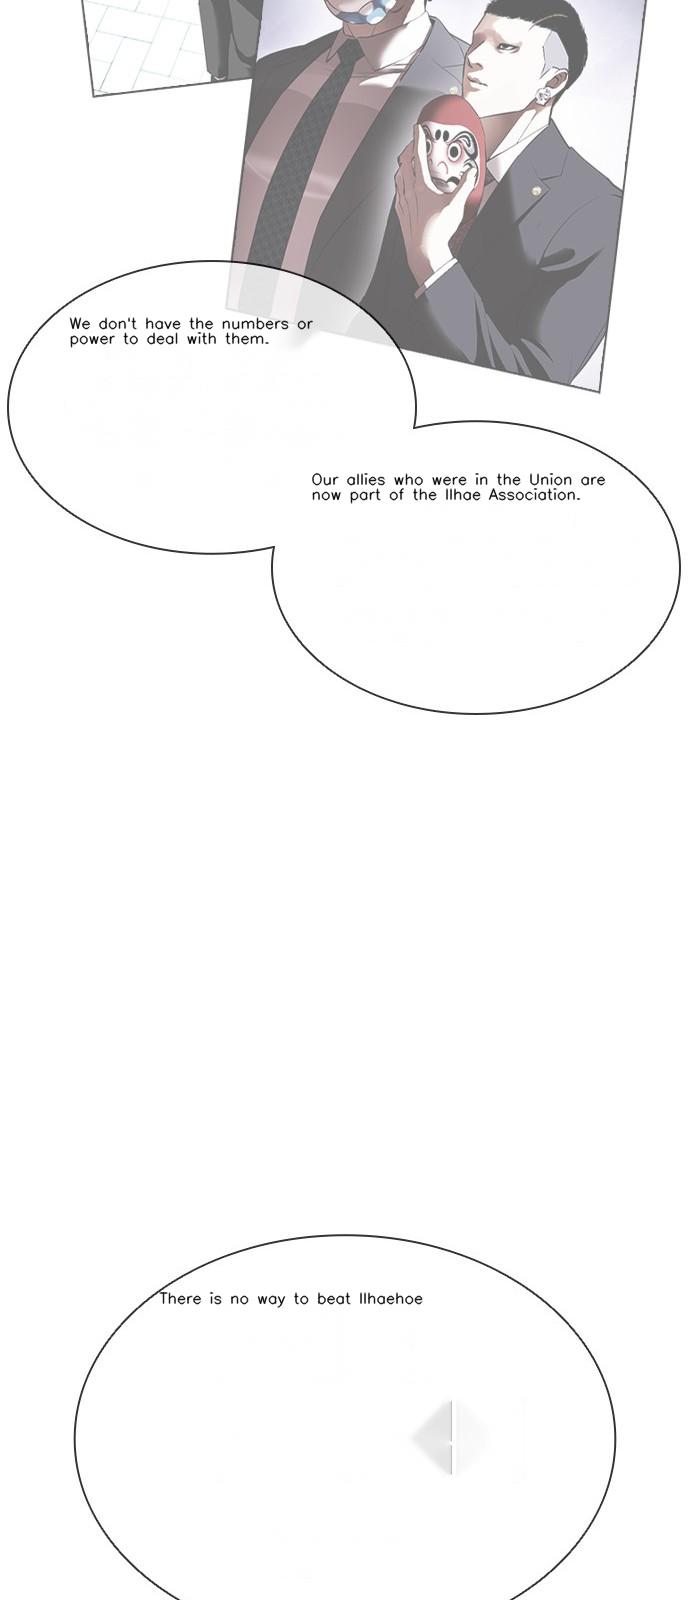 We don't have the numbers or
power to deal with them.
Our allies who were in the Union are
now part of the Ilhae Association.
There is no way to beat Ilhaehoe